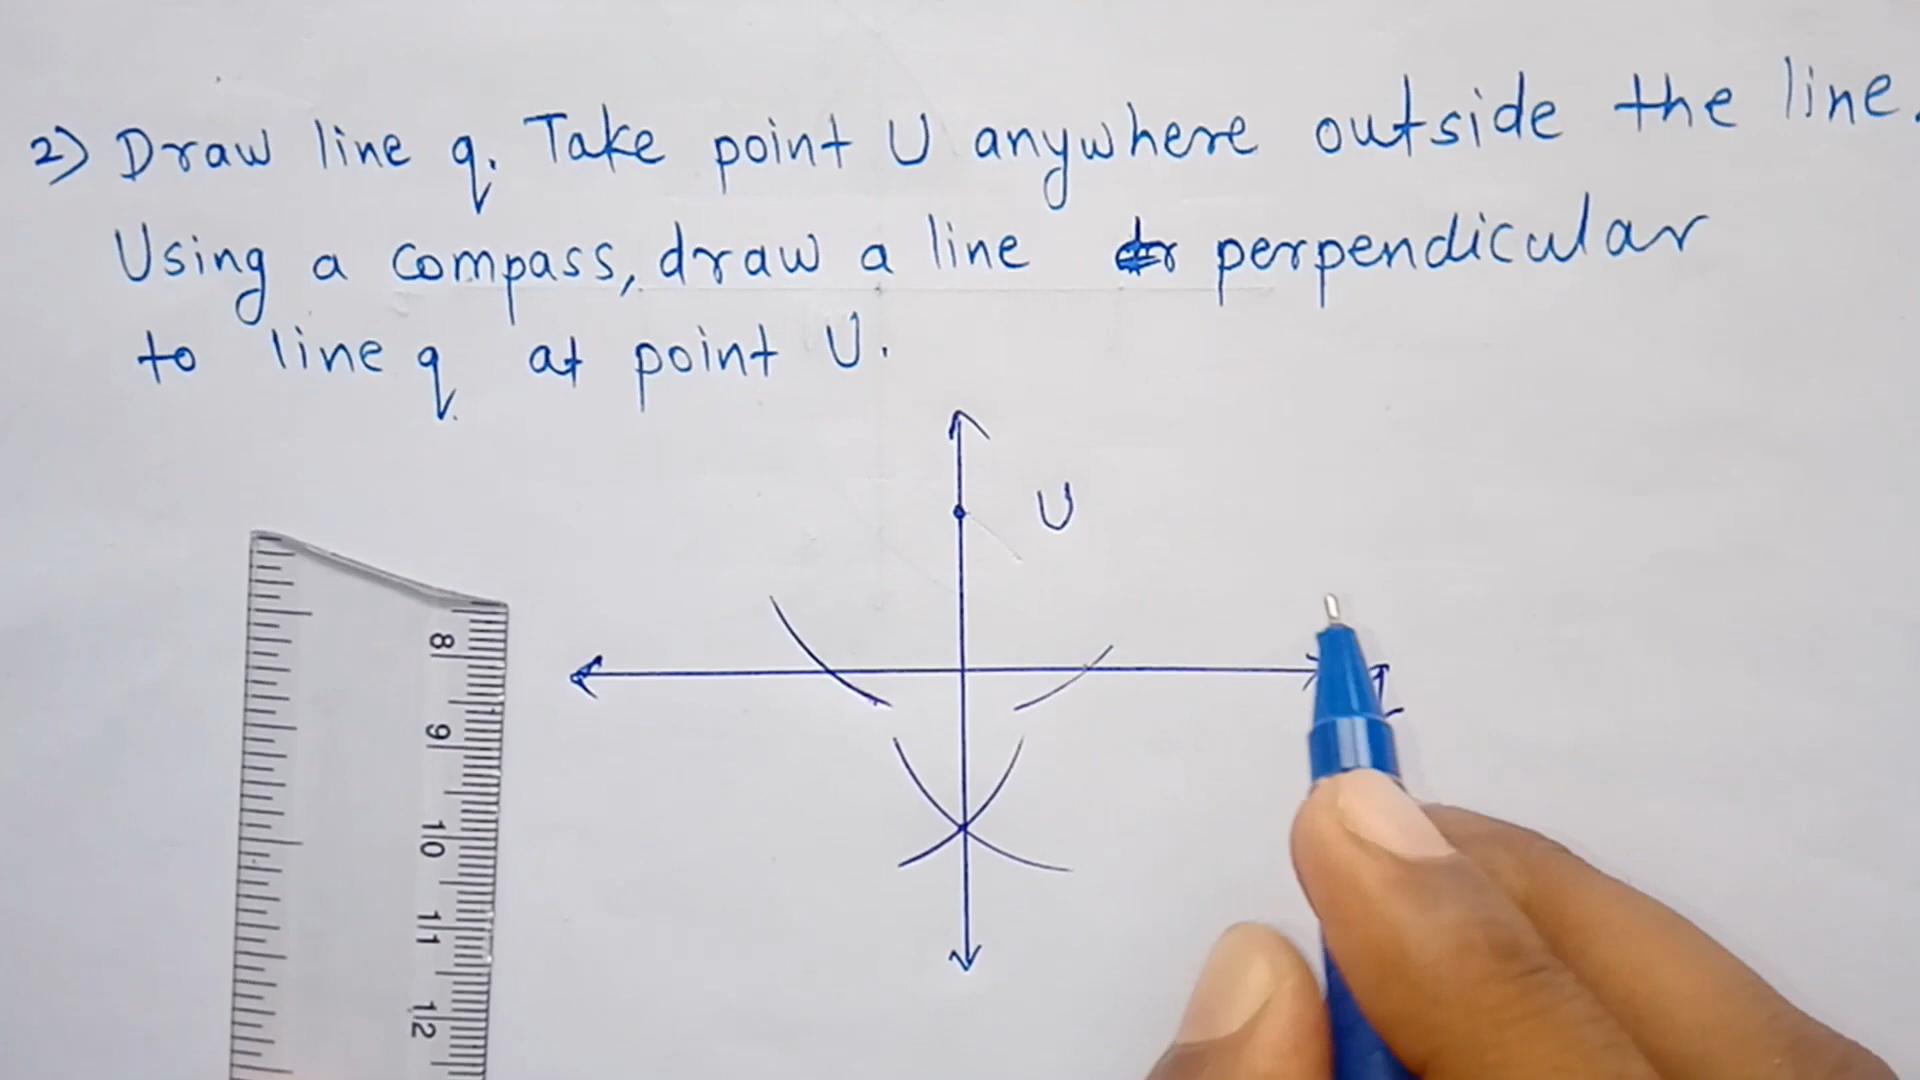 2) Draw line q. Take point U anywhere outside the line.
Using a compass, draw a line perpendicular
to line q at point U.
U
8
9
10
11
12